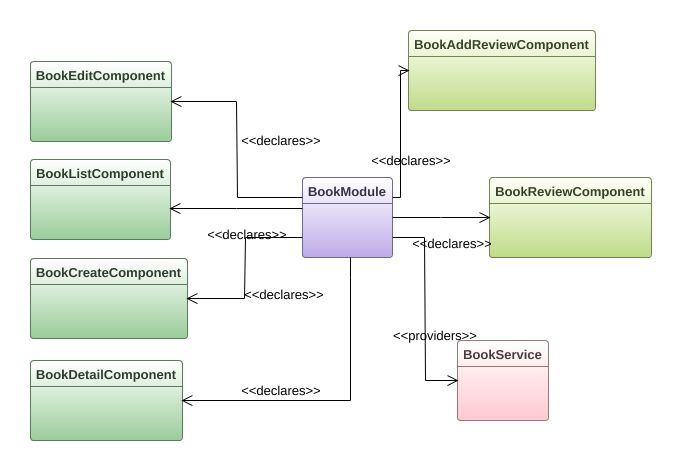 BookAddReviewComponent
BookEditComponent
<<declares>>
<<declares>>
BookListComponent
BookModule
BookReviewComponent
<<declares>>
<<declares>>
BookCreateComponent
<<declares>>
<<providers>>
BookService
BookDetailComponent
<<declares>>